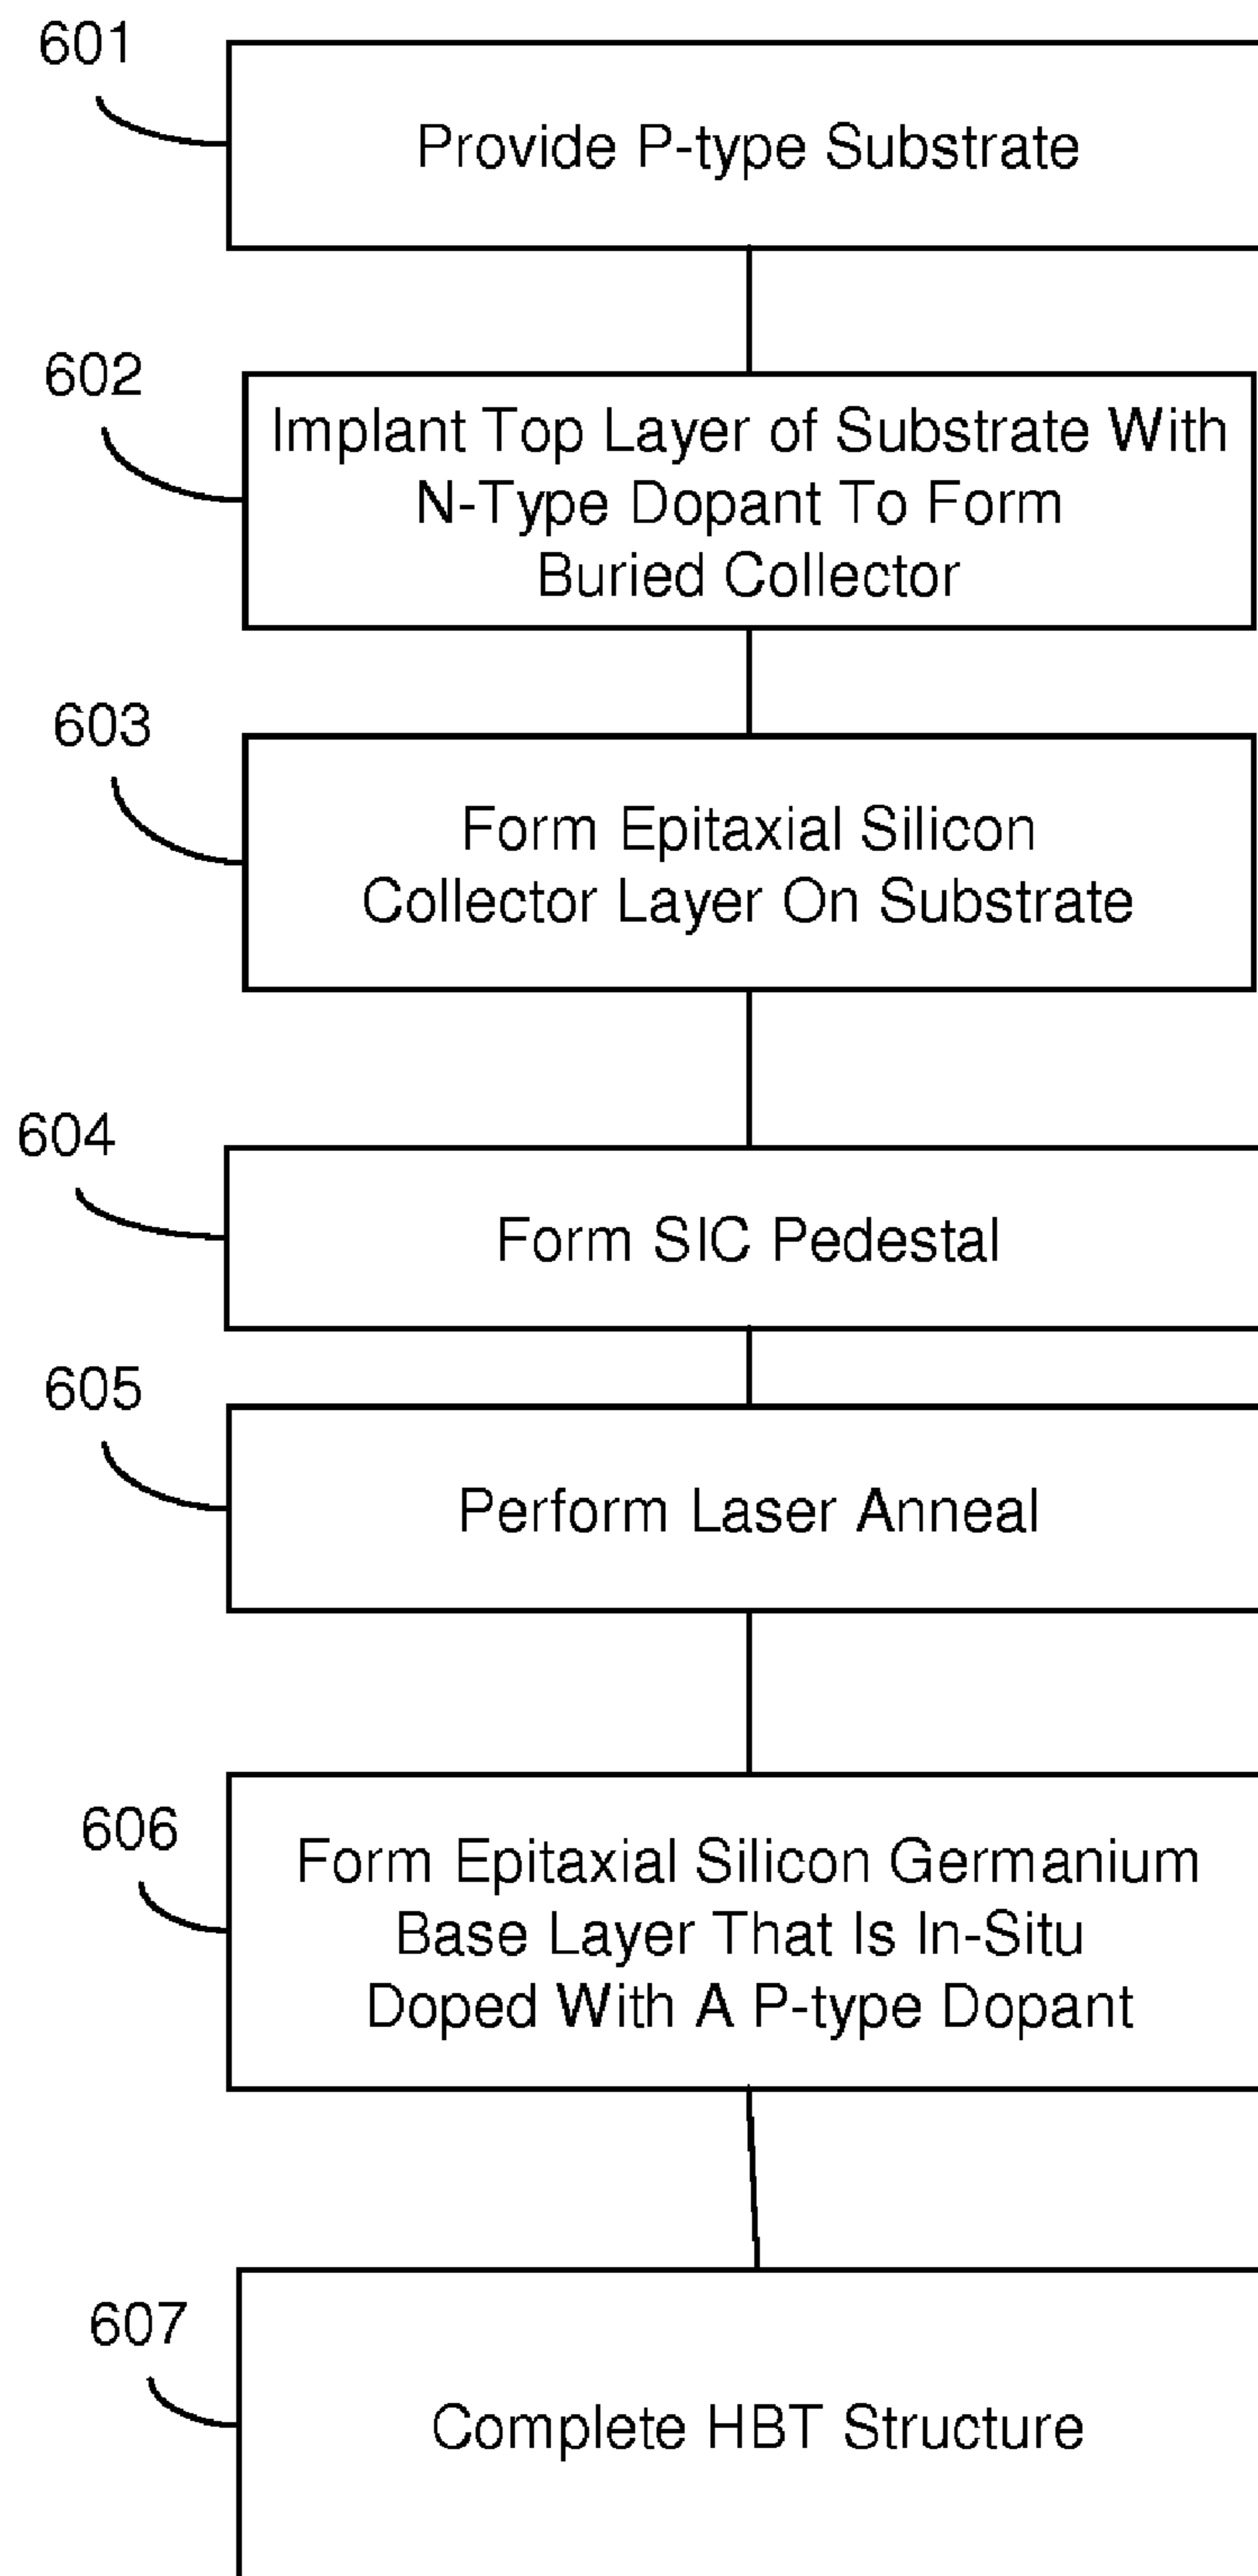 601
Provide P-type Substrate
602
Implant Top Layer of Substrate With
N-Type Dopant To Form
Buried Collector
603
Form Epitaxial Silicon
Collector Layer On Substrate
604
Form SIC Pedestal
605
Perform Laser Anneal
606
Form Epitaxial Silicon Germanium
Base Layer That Is In-Situ
Doped With A P-type Dopant
607
Complete HBT Structure